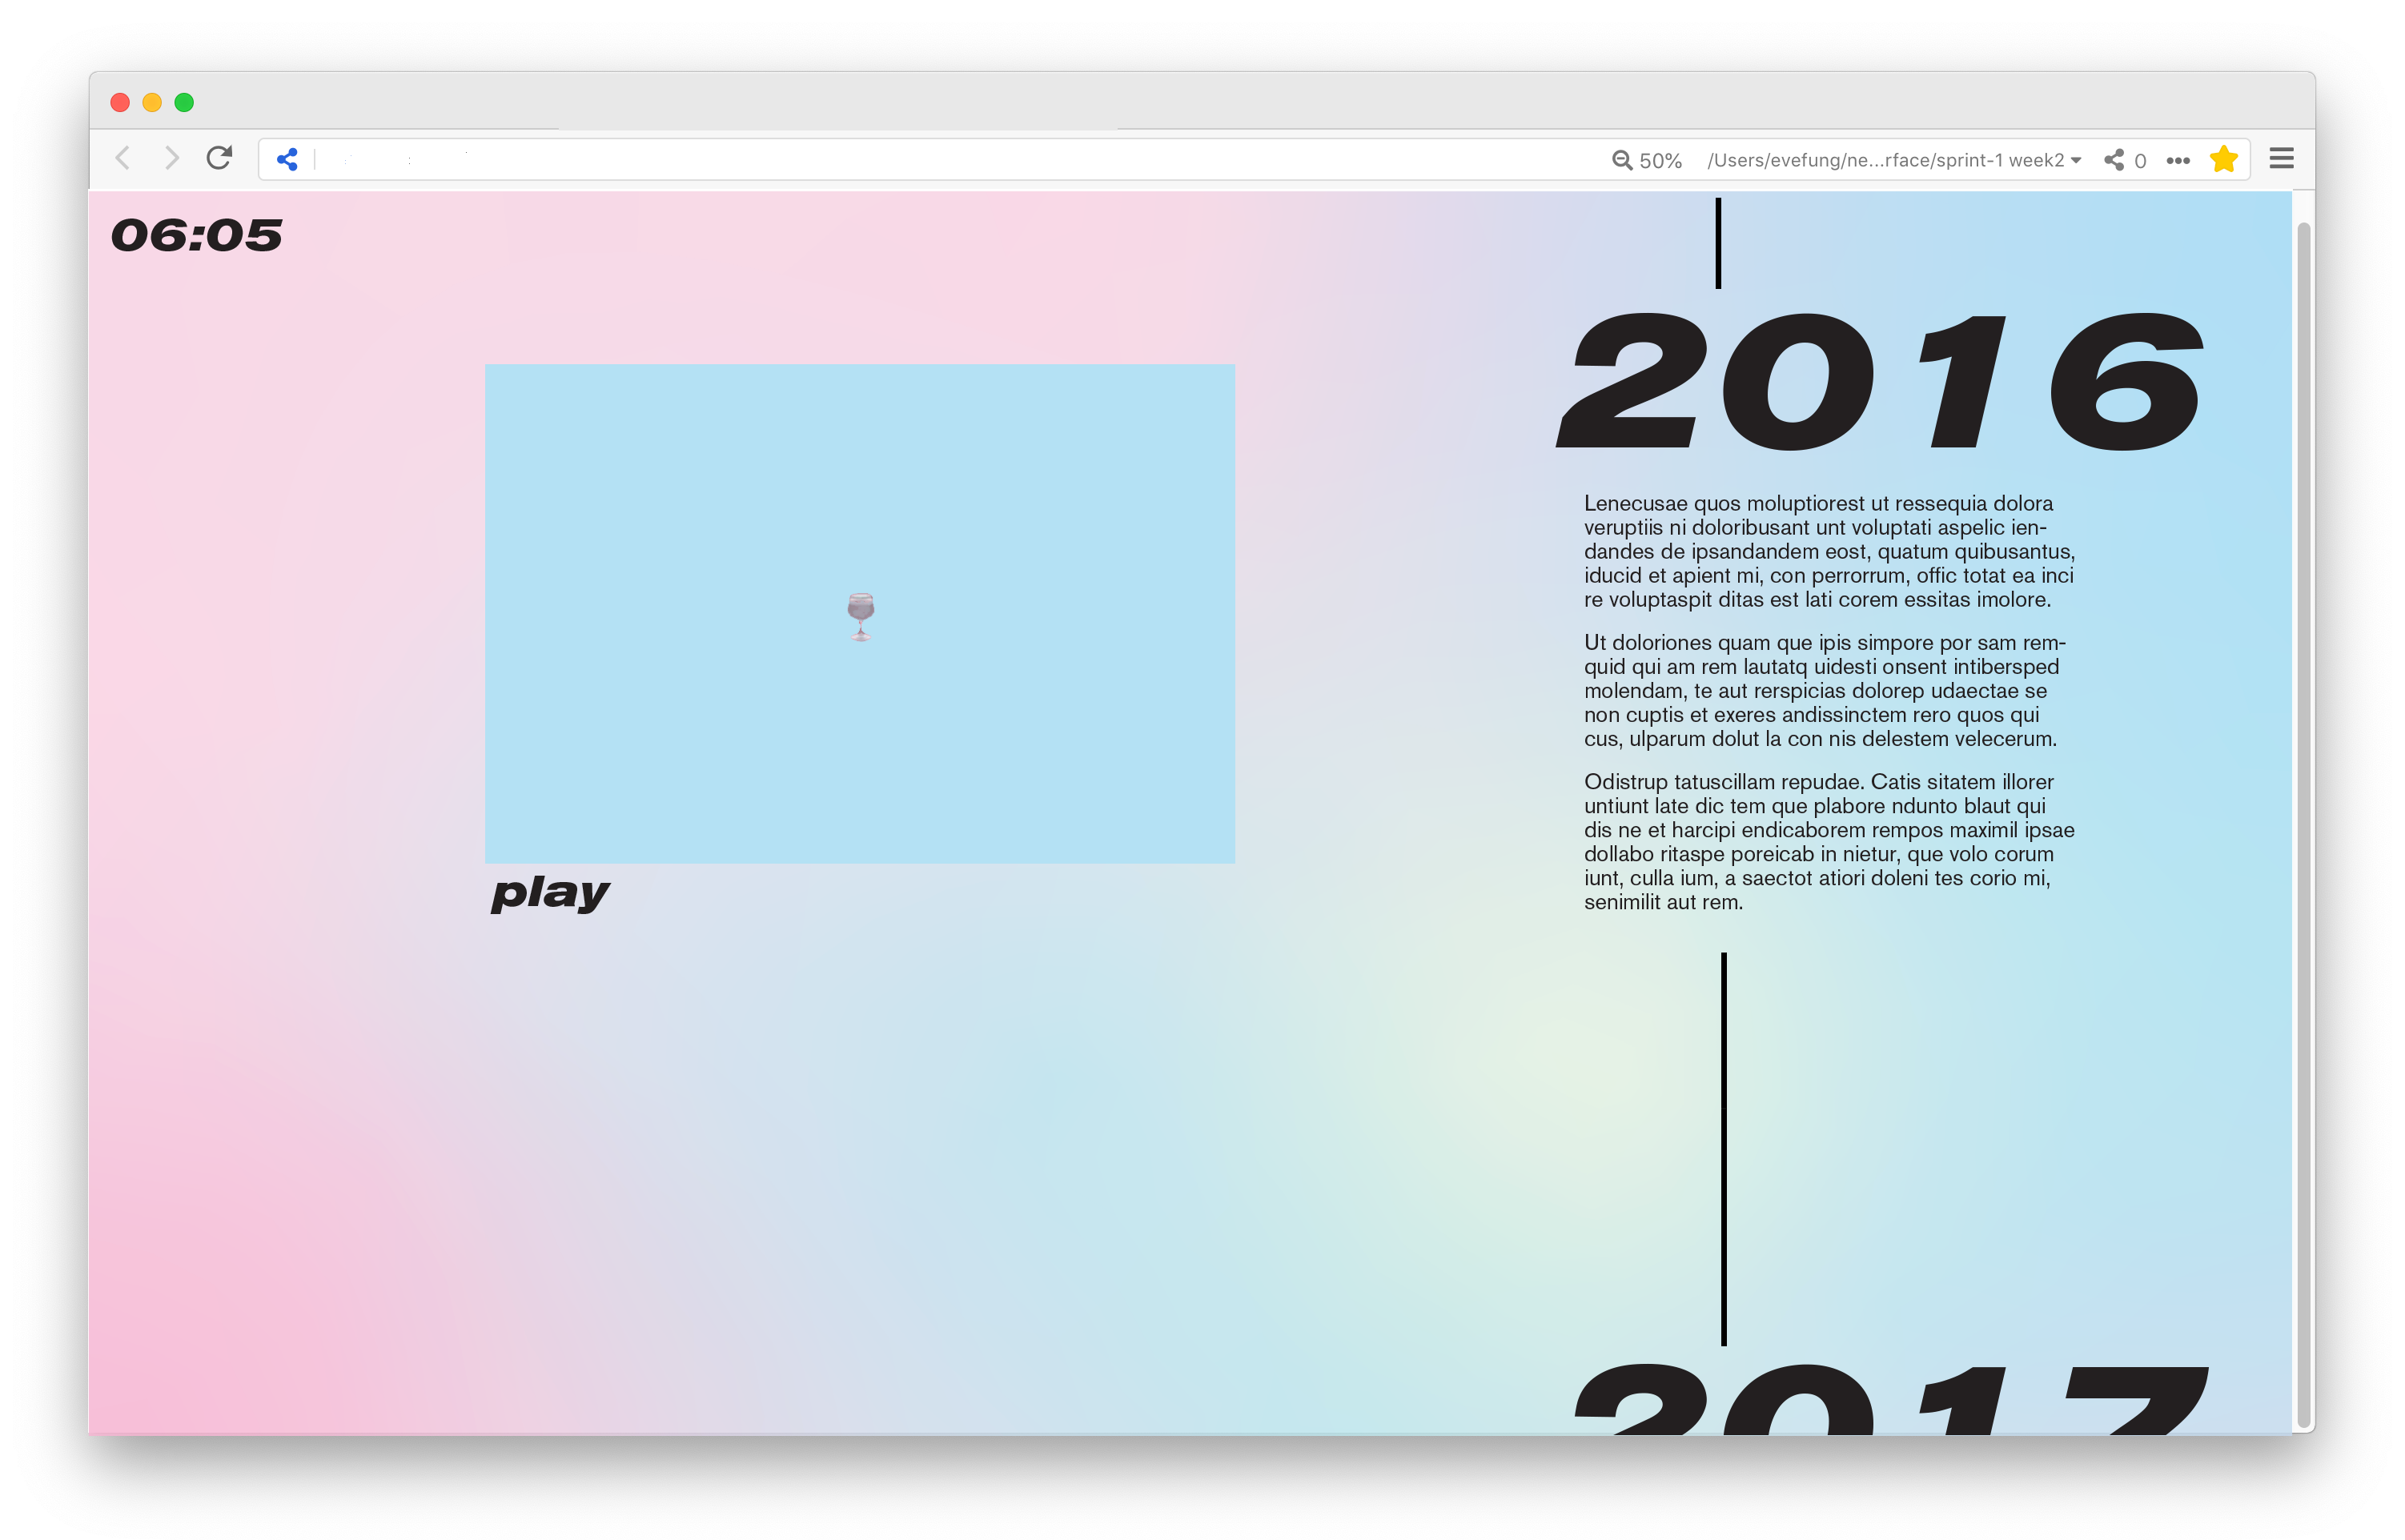 50% /Users/evefung/ne...rface/sprint-1 week2 0
06:05
2016
Lenecusae quos moluptiorest ut ressequia dolora
veruptiis ni doloribusant unt voluptati aspelic ien-
dandes de ipsandandem eost, quatum quibusantus,
iducid et apient mi, con perrorrum, offic totat ea inci
re voluptaspit ditas est lati corem essitas imolore.
Ut doloriones quam que ipis simpore por sam rem-
quid qui am rem lautatq uidesti onsent intibersped
molendam, te aut rerspicias dolorep udaectae se
non cuptis et exeres andissinctem rero quos qui
cus, ulparum dolut la con nis delestem velecerum.
Odistrup tatuscillam repudae. Catis sitatem illorer
untiunt late dic tem que plabore ndunto blaut qui
dis ne et harcipi endicaborem rempos maximil ipsae
dollabo ritaspe poreicab in nietur, que volo corum
iunt, culla ium, a saectot atiori doleni tes corio mi,
senimilit aut rem.
play
2017